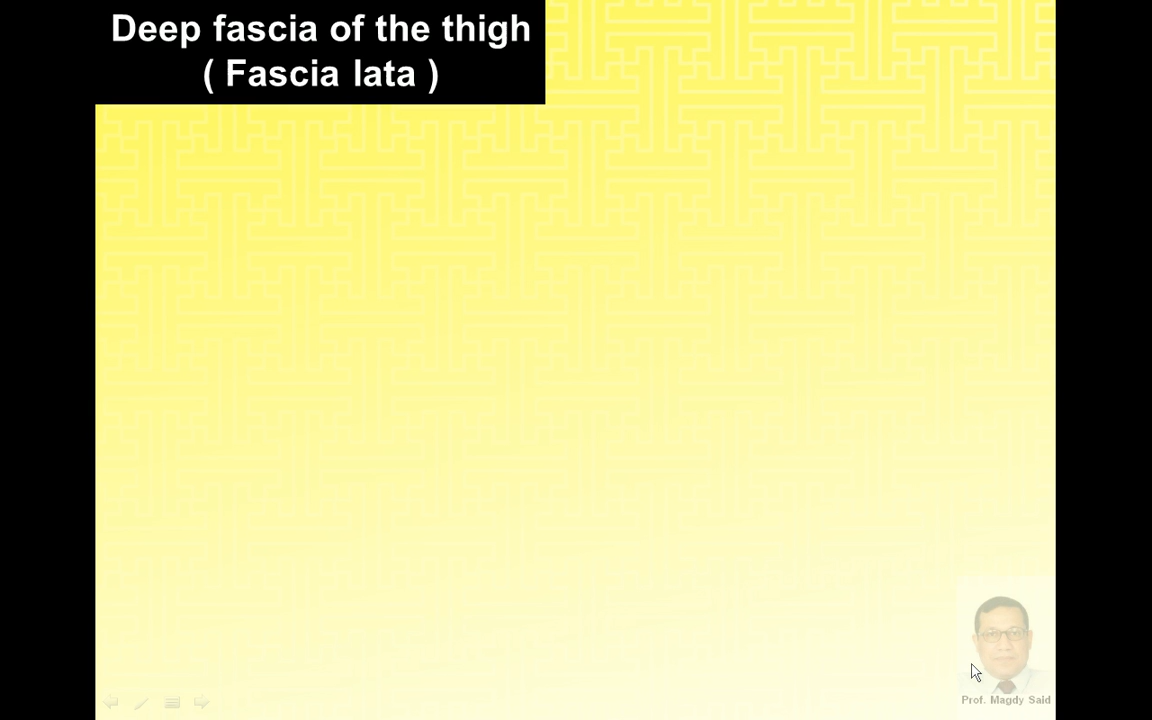 Deep fascia of the thigh
( Fascia lata )
Prof. Magdy Said